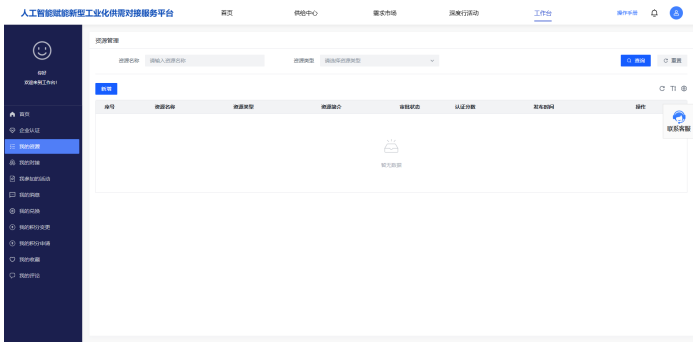 人工智能赋能新型工业化供需对接服务平台 首页 供给中心 需求市场 深度行活动 工作台 操作手册
你好
欢迎来到工作台!
首页
企业认证
我的资源
我的对接
我参加的活动
我的消息
我的兑换
我的积分变更
我的积分申请
我的收藏
我的评论
资源管理
资源名称 请输入资源名称 资源类型 请选择资源类型 查询 重置
新增
序号 资源名称 资源类型 资源简介 审批状态 认证分数 发布时间 操作
暂无数据
联系客服